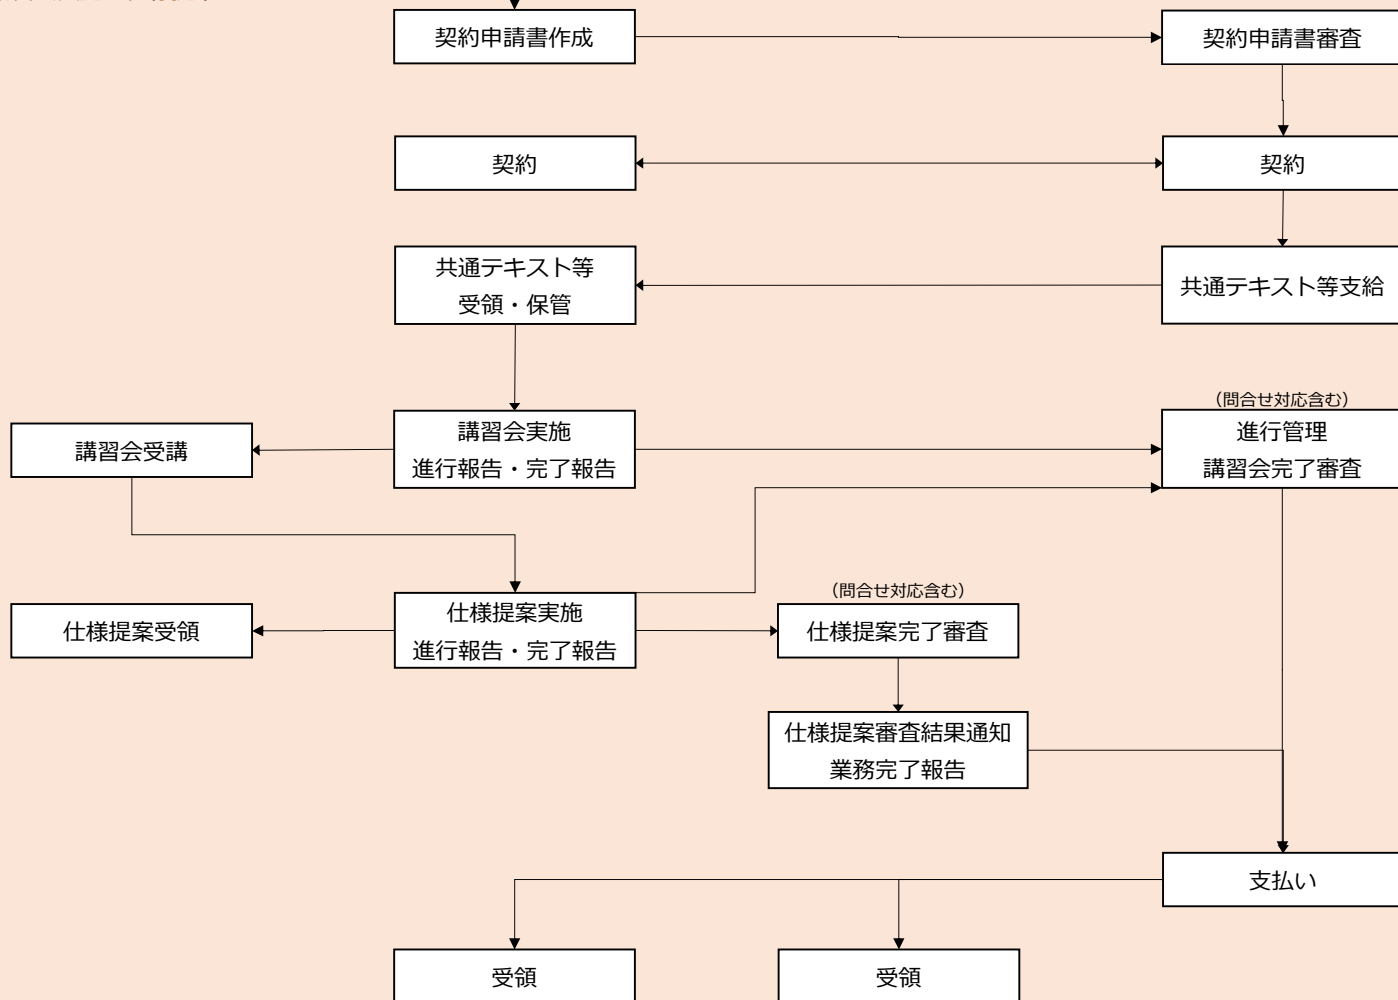 契約申請書作成
契約申請書審査
契約
契約
共通テキスト等
受領・保管
共通テキスト等支給
講習会受講
講習会実施
進行報告・完了報告
（問合せ対応含む）
進行管理
講習会完了審査
仕様提案受領
仕様提案実施
進行報告・完了報告
（問合せ対応含む）
仕様提案完了審査
仕様提案審査結果通知
業務完了報告
支払い
受領
受領